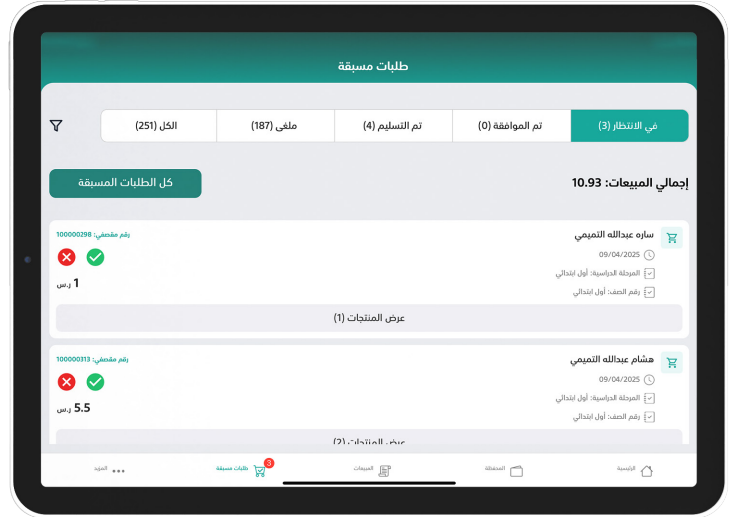 طلبات مسبقة
في الانتظار (3)
تم الموافقة (0)
تم التسليم (4)
ملغى (187)
الكل (251)
إجمالي المبيعات: 10.93
كل الطلبات المسبقة
ساره عبدالله التميمي
رقم مقصفي: 100000298
09/04/2025
المرحلة الدراسية: أول ابتدائي
1 ر.س
رقم الصف: أول ابتدائي
عرض المنتجات (1)
هشام عبدالله التميمي
رقم مقصفي: 100000313
09/04/2025
المرحلة الدراسية: أول ابتدائي
5.5 ر.س
رقم الصف: أول ابتدائي
عرض المنتجات (2)
الرئيسية
المحفظة
المبيعات
طلبات مسبقة
3
المزيد